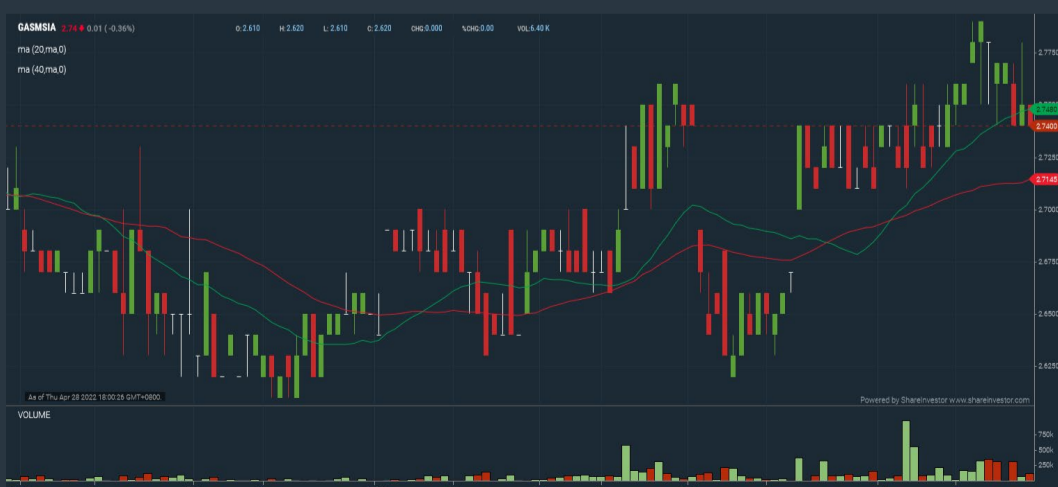 GASMSIA 2.74 0.01 (-0.36%) O: 2.610 H: 2.620 L: 2.610 C: 2.620 CHG:0.000 %CHG:0.00 VOL:6.40 K
ma (20,ma,0)
ma (40,ma,0)
2.7750
2.7480
2.7400
2.7250
2.7145
2.7000
2.6750
2.6500
2.6250
As of Thu Apr 28 2022 18:00:26 GMT+0800.
Powered by ShareInvestor www.shareinvestor.com
VOLUME
750k
500k
250k